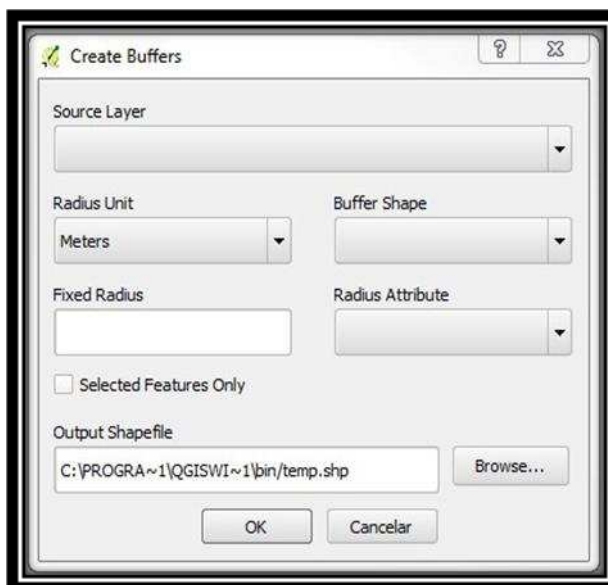 Create Buffers
Source Layer
Radius Unit
Buffer Shape
Meters
Fixed Radius
Radius Attribute
Selected Features Only
Output Shapefile
C:\PROGRA~1\QGISWI~1\bin/temp.shp
Browse...
OK
Cancelar